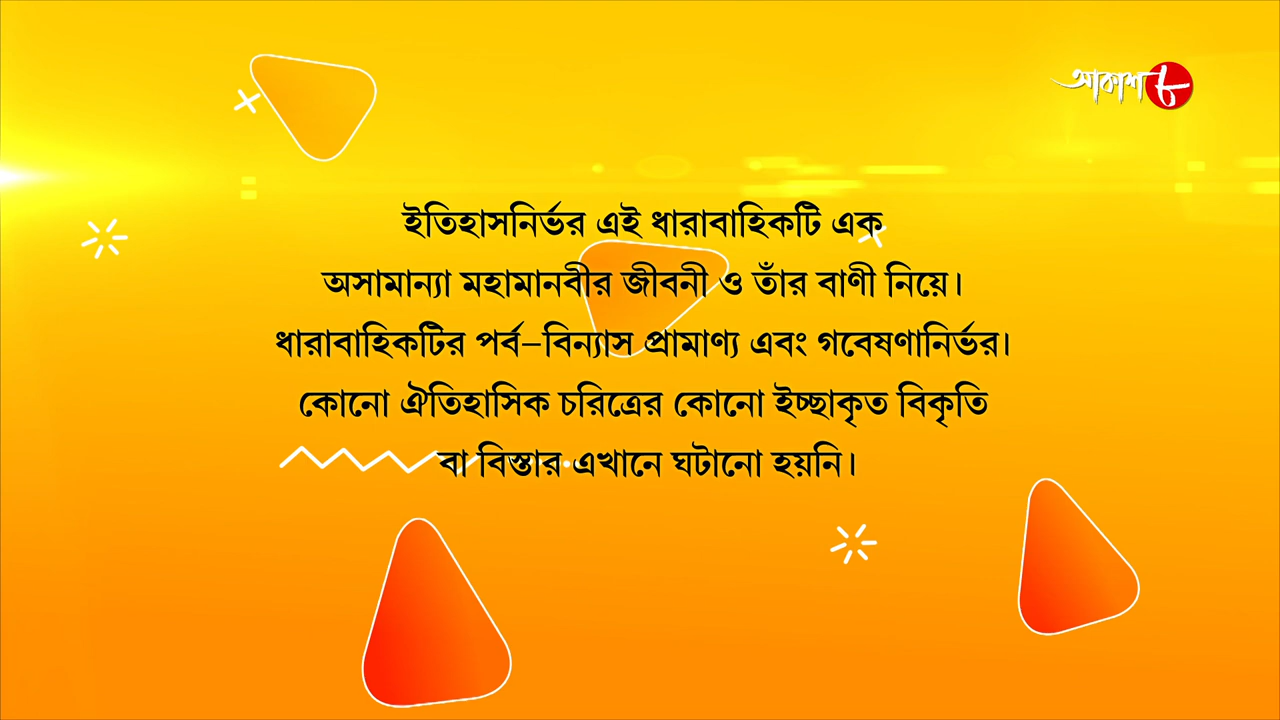 আকাশ ৮
ইতিহাসনির্ভর এই ধারাবাহিকটি এক
অসামান্যা মহামানবীর জীবনী ও তাঁর বাণী নিয়ে।
ধারাবাহিকটির পর্ব–বিন্যাস প্রামাণ্য এবং গবেষণানির্ভর।
কোনো ঐতিহাসিক চরিত্রের কোনো ইচ্ছাকৃত বিকৃতি
বা বিস্তার এখানে ঘটানো হয়নি।